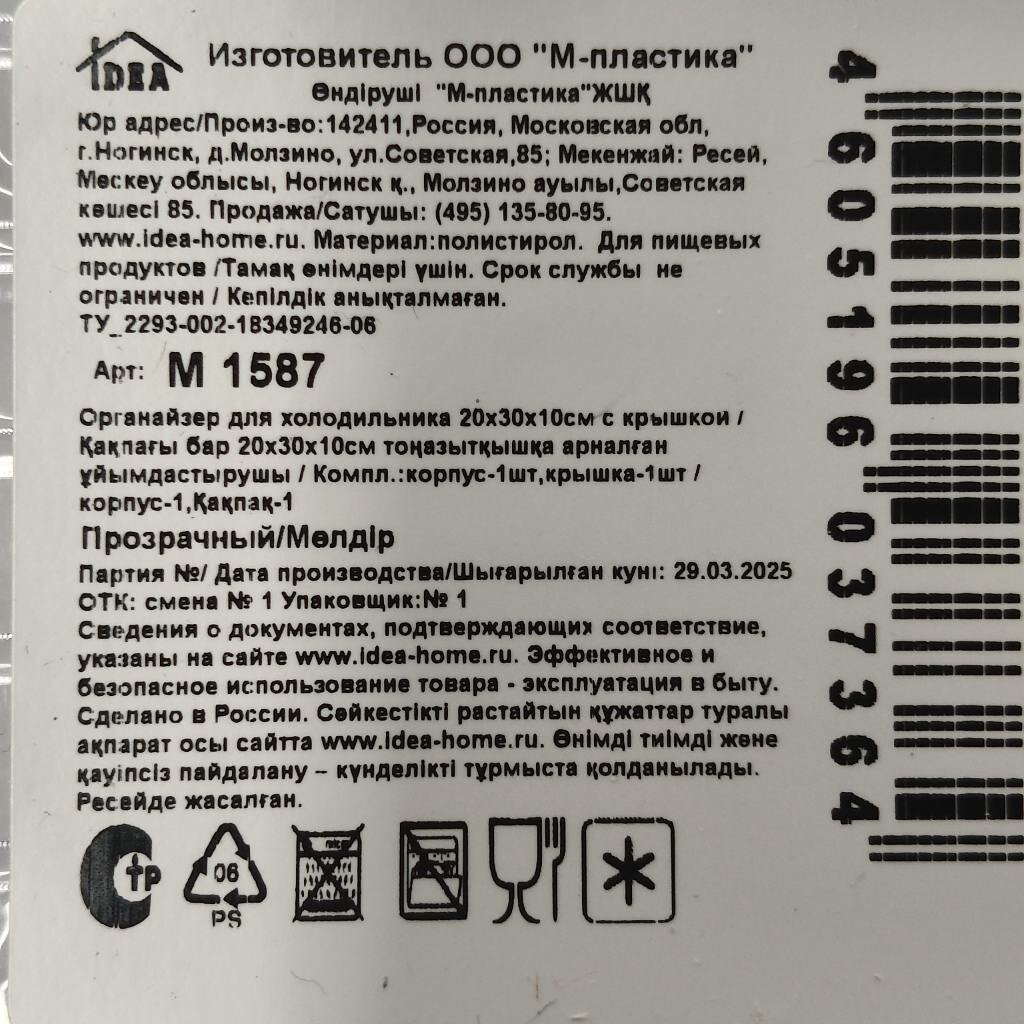 IDEA
Изготовитель ООО "М-пластика"
Өндіруші "М-пластика"ЖШҚ
Юр адрес/Произ-во:142411,Россия, Московская обл,
г.Ногинск, д.Молзино, ул.Советская,85; Мекенжай: Ресей,
Мәскеу облысы, Ногинск қ., Молзино ауылы,Советская
көшесі 85. Продажа/Сатушы: (495) 135-80-95.
www.idea-home.ru. Материал:полистирол. Для пищевых
продуктов /Тамақ өнімдері үшін. Срок службы не
ограничен / Кепілдік анықталмаған.
ТУ_2293-002-18349246-06
Арт: М 1587
Органайзер для холодильника 20х30х10см с крышкой /
Қақпағы бар 20х30х10см тоңазытқышқа арналған
ұйымдастырушы / Компл.:корпус-1шт,крышка-1шт /
корпус-1,Қақпақ-1
Прозрачный/Мөлдір
Партия №/ Дата производства/Шығарылған күні: 29.03.2025
ОТК: смена № 1 Упаковщик:№ 1
Сведения о документах, подтверждающих соответствие,
указаны на сайте www.idea-home.ru. Эффективное и
безопасное использование товара - эксплуатация в быту.
Сделано в России. Сәйкестікті растайтын құжаттар туралы
ақпарат осы сайтта www.idea-home.ru. Өнімді тиімді және
қауіпсіз пайдалану – күнделікті тұрмыста қолданылады.
Ресейде жасалған.
СТР
06
PS
4 605196 037364